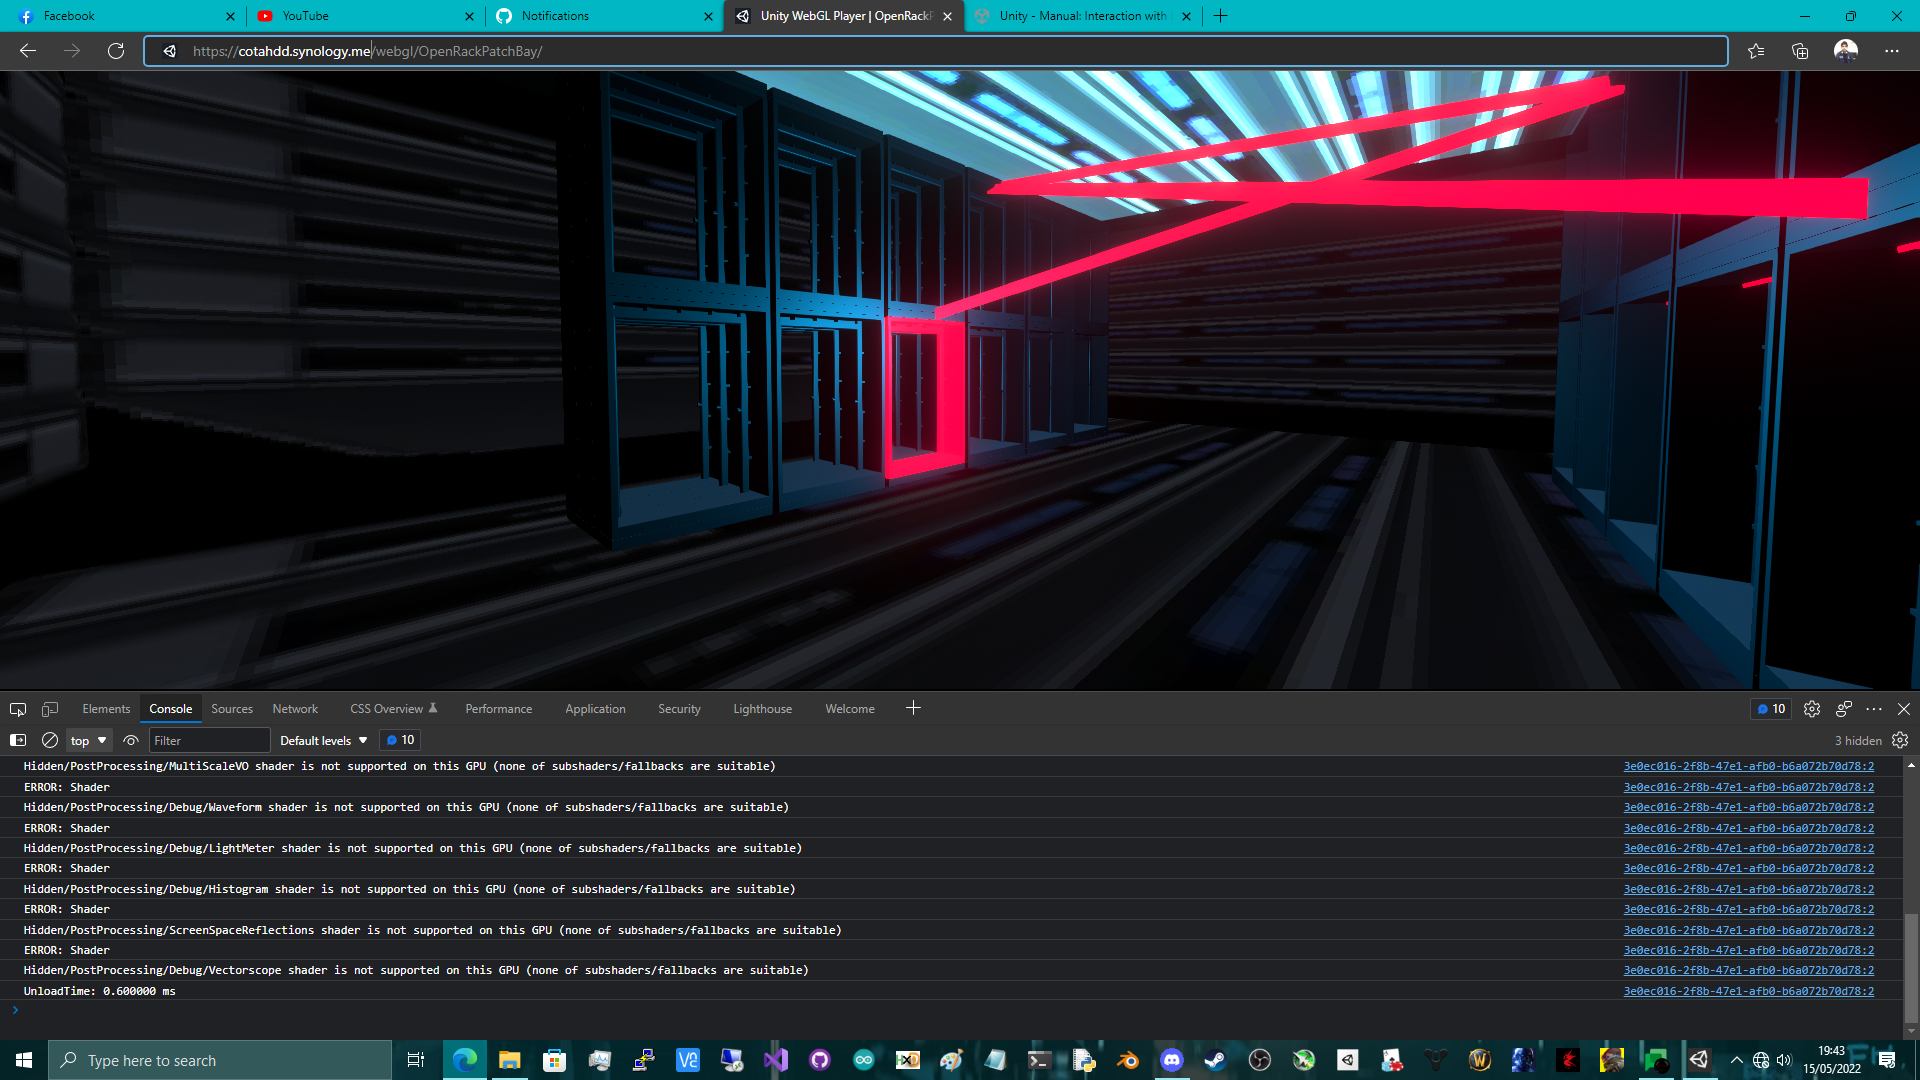 Facebook
YouTube
Notifications
Unity WebGL Player | OpenRackP
Unity - Manual: Interaction with
https://cotahdd.synology.me/webgl/OpenRackPatchBay/
Elements Console Sources Network CSS Overview Performance Application Security Lighthouse Welcome 10
top Filter Default levels 10 3 hidden
Hidden/PostProcessing/MultiScaleVO shader is not supported on this GPU (none of subshaders/fallbacks are suitable) 3e0ec016-2f8b-47e1-afb0-b6a072b70d78:2
ERROR: Shader 3e0ec016-2f8b-47e1-afb0-b6a072b70d78:2
Hidden/PostProcessing/Debug/Waveform shader is not supported on this GPU (none of subshaders/fallbacks are suitable) 3e0ec016-2f8b-47e1-afb0-b6a072b70d78:2
ERROR: Shader 3e0ec016-2f8b-47e1-afb0-b6a072b70d78:2
Hidden/PostProcessing/Debug/LightMeter shader is not supported on this GPU (none of subshaders/fallbacks are suitable) 3e0ec016-2f8b-47e1-afb0-b6a072b70d78:2
ERROR: Shader 3e0ec016-2f8b-47e1-afb0-b6a072b70d78:2
Hidden/PostProcessing/Debug/Histogram shader is not supported on this GPU (none of subshaders/fallbacks are suitable) 3e0ec016-2f8b-47e1-afb0-b6a072b70d78:2
ERROR: Shader 3e0ec016-2f8b-47e1-afb0-b6a072b70d78:2
Hidden/PostProcessing/ScreenSpaceReflections shader is not supported on this GPU (none of subshaders/fallbacks are suitable) 3e0ec016-2f8b-47e1-afb0-b6a072b70d78:2
ERROR: Shader 3e0ec016-2f8b-47e1-afb0-b6a072b70d78:2
Hidden/PostProcessing/Debug/Vectorscope shader is not supported on this GPU (none of subshaders/fallbacks are suitable) 3e0ec016-2f8b-47e1-afb0-b6a072b70d78:2
UnloadTime: 0.600000 ms 3e0ec016-2f8b-47e1-afb0-b6a072b70d78:2
Type here to search
19:43
15/05/2022